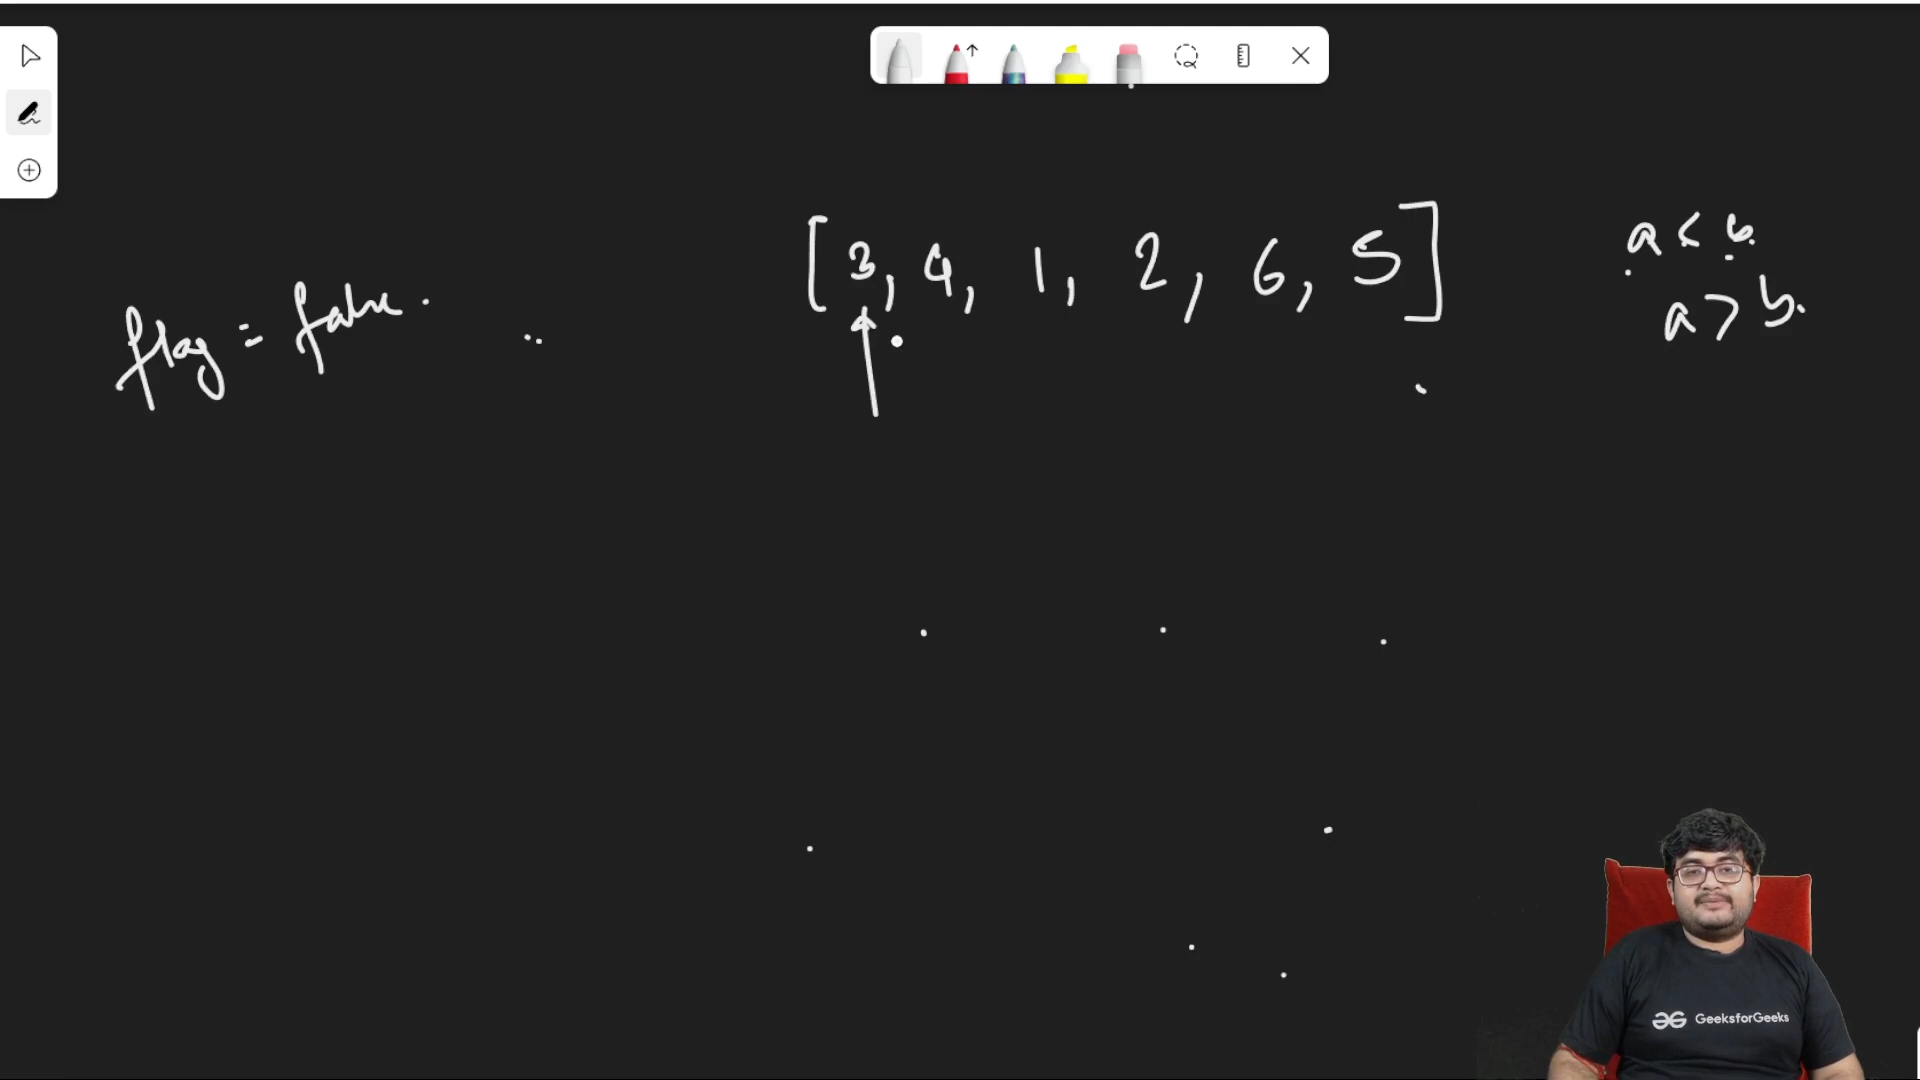 [3, 4, 1, 2, 6, 5]
a < b.
a > b.
flag = false.
GeeksforGeeks